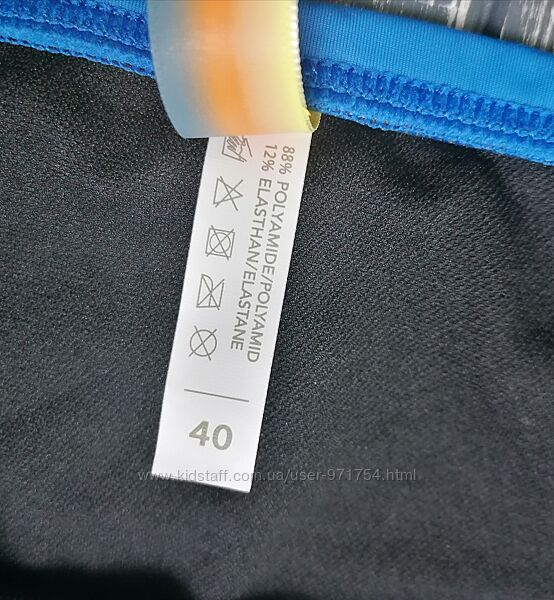 88% POLYAMIDE/POLYAMID
12% ELASTHAN/ELASTANE
40
www.kidstaff.com.ua/user-971754.html